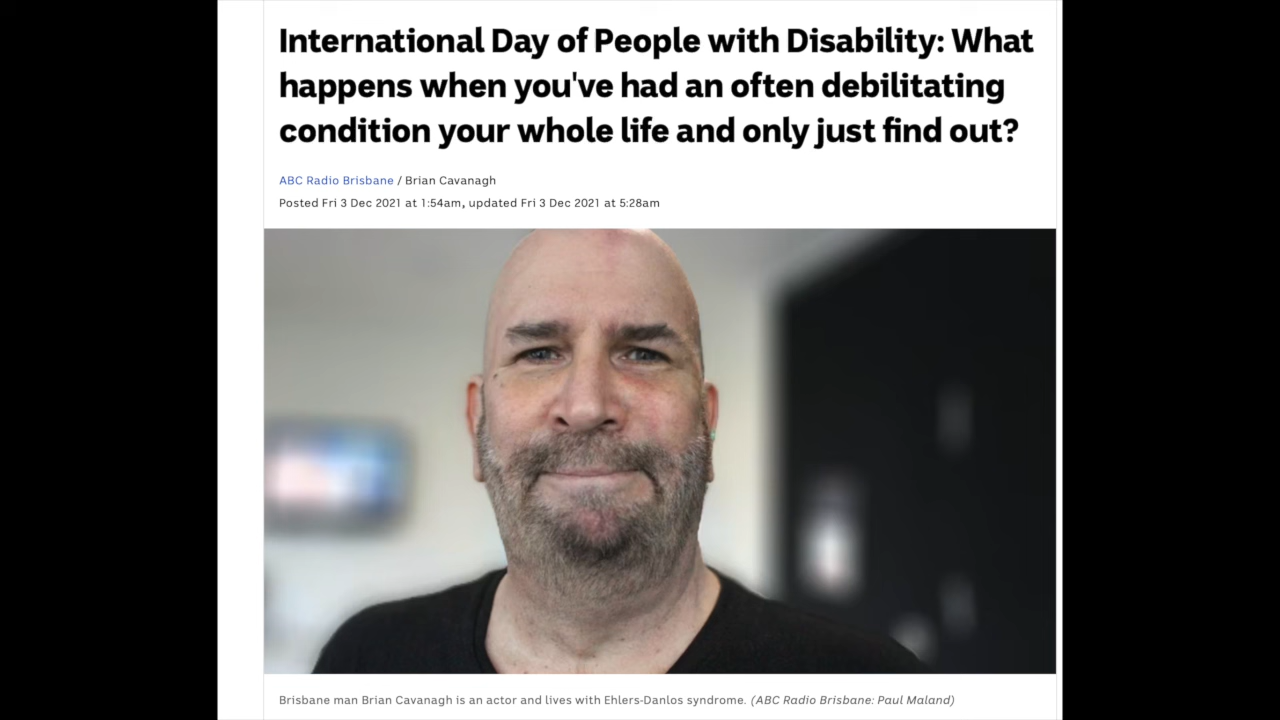 International Day of People with Disability: What
happens when you've had an often debilitating
condition your whole life and only just find out?
ABC Radio Brisbane / Brian Cavanagh
Posted Fri 3 Dec 2021 at 1:54am, updated Fri 3 Dec 2021 at 5:28am
Brisbane man Brian Cavanagh is an actor and lives with Ehlers-Danlos syndrome. (ABC Radio Brisbane: Paul Maland)